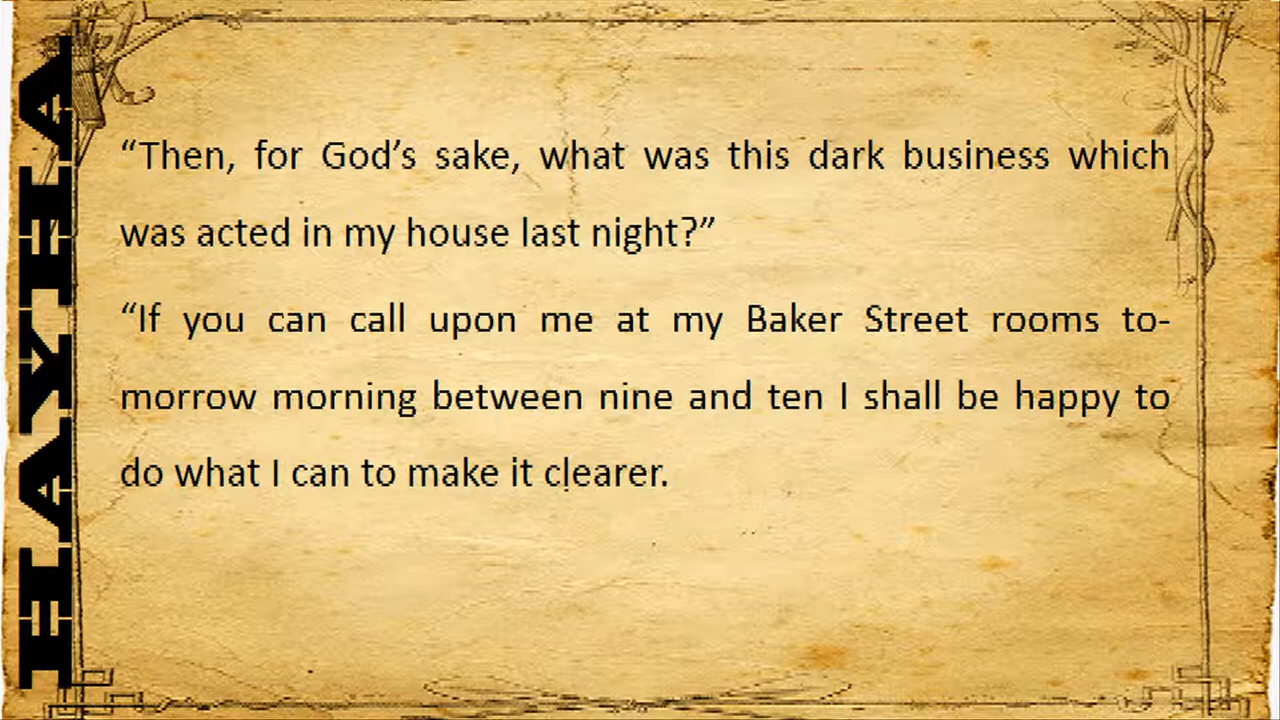 HAYHA
“Then, for God’s sake, what was this dark business which
was acted in my house last night?”
“If you can call upon me at my Baker Street rooms to-
morrow morning between nine and ten I shall be happy to
do what I can to make it clearer.